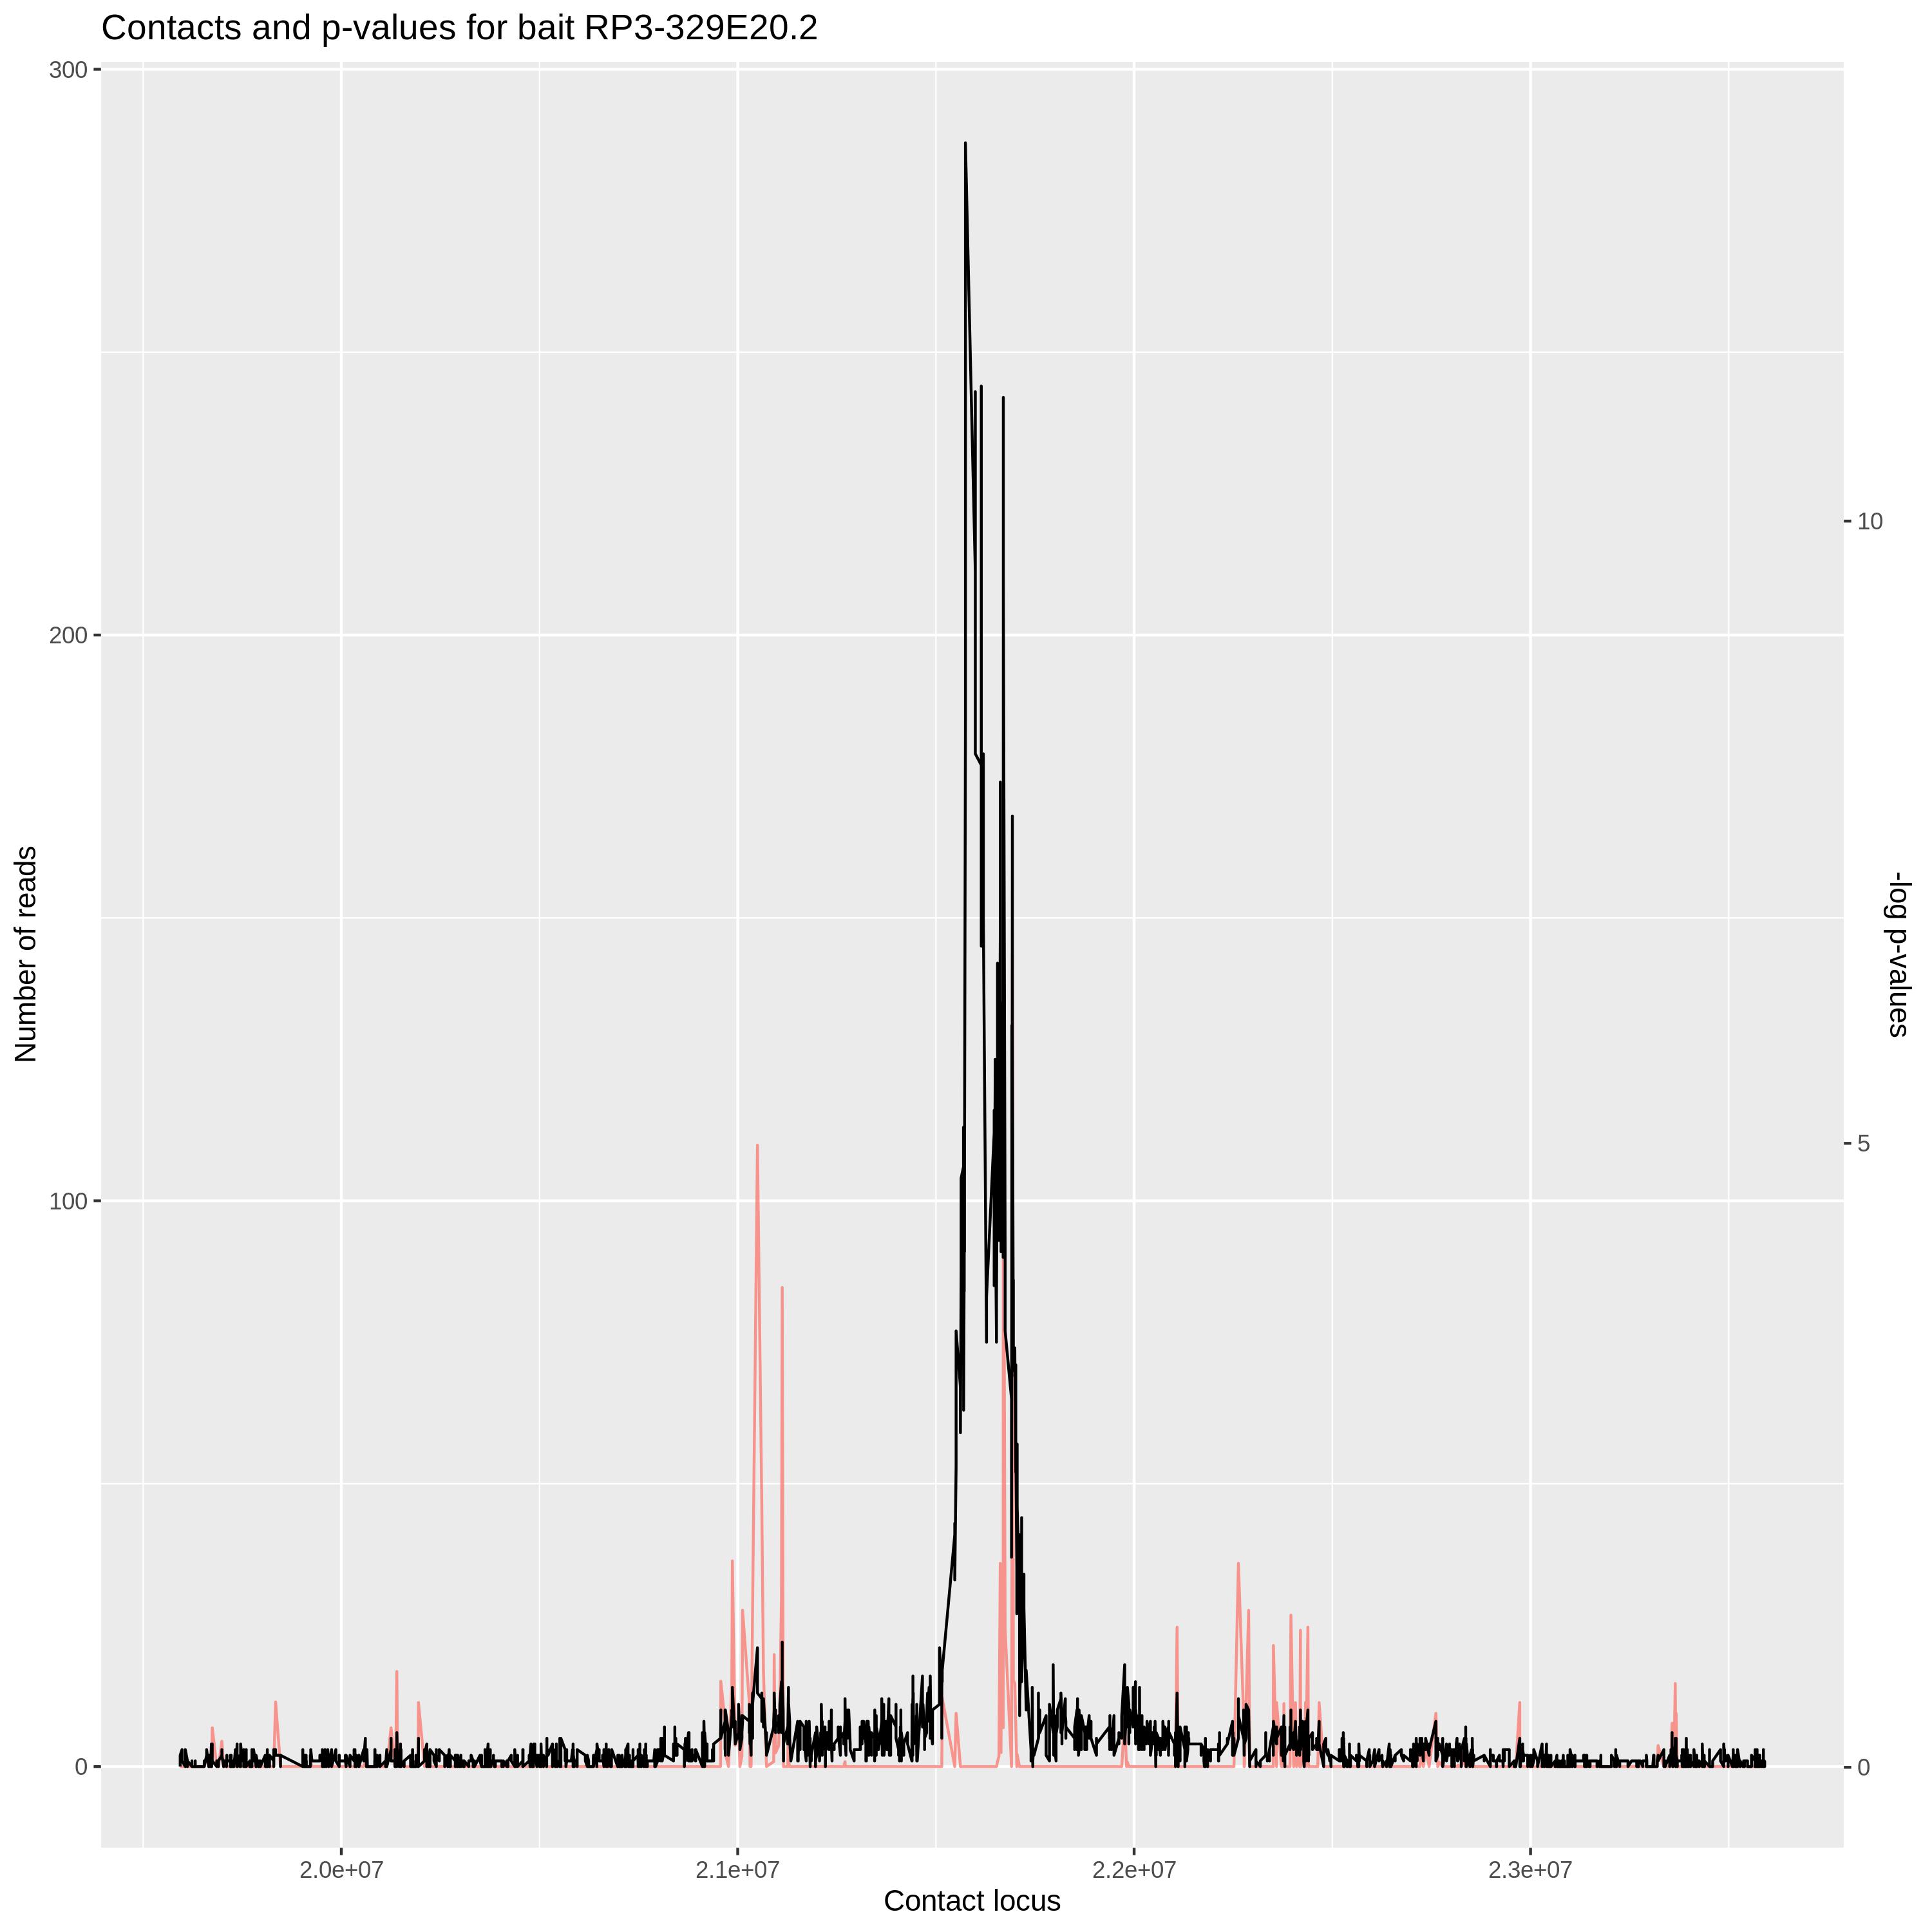 Contacts and p-values for bait RP3-329E20.2
300
200
100
0
Number of reads
10
5
0
-log p-values
2.0e+07
2.1e+07
2.2e+07
2.3e+07
Contact locus